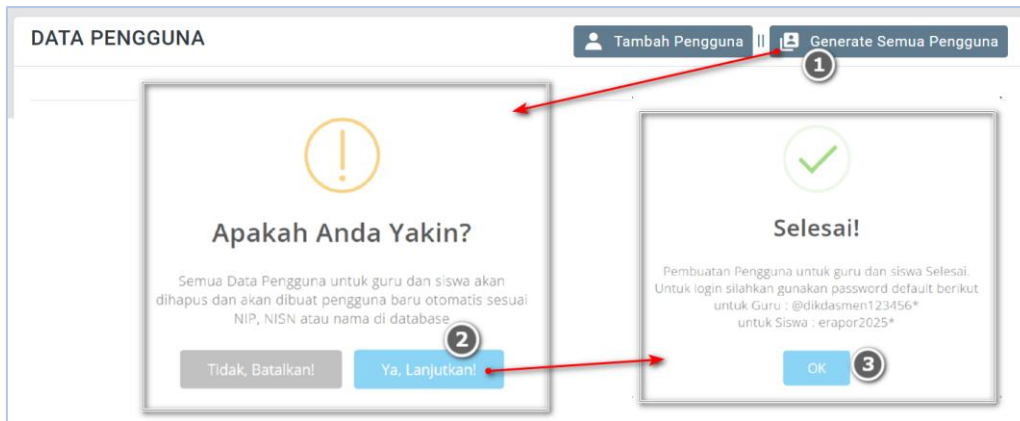 DATA PENGGUNA
Tambah Pengguna || Generate Semua Pengguna
1
Apakah Anda Yakin?
Semua Data Pengguna untuk guru dan siswa akan
dihapus dan akan dibuat pengguna baru otomatis sesuai
NIP, NISN atau nama di database
2
Tidak, Batalkan!
Ya, Lanjutkan!
Selesai!
Pembuatan Pengguna untuk guru dan siswa Selesai.
Untuk login silahkan gunakan password default berikut
untuk Guru : @dikdasmen123456*
untuk Siswa : erapor2025*
OK
3